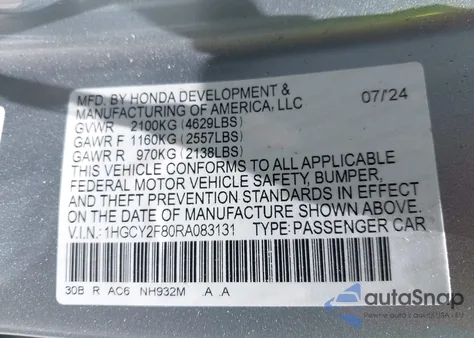 MFD. BY HONDA DEVELOPMENT &
MANUFACTURING OF AMERICA, LLC 07/24
GVWR 2100KG (4629LBS)
GAWR F 1160KG (2557LBS)
GAWR R 970KG (2138LBS)
THIS VEHICLE CONFORMS TO ALL APPLICABLE
FEDERAL MOTOR VEHICLE SAFETY, BUMPER,
AND THEFT PREVENTION STANDARDS IN EFFECT
ON THE DATE OF MANUFACTURE SHOWN ABOVE.
V.I.N.: 1HGCY2F80RA083131 TYPE: PASSENGER CAR
30B R AC6 NH932M .A .A
autoSnap